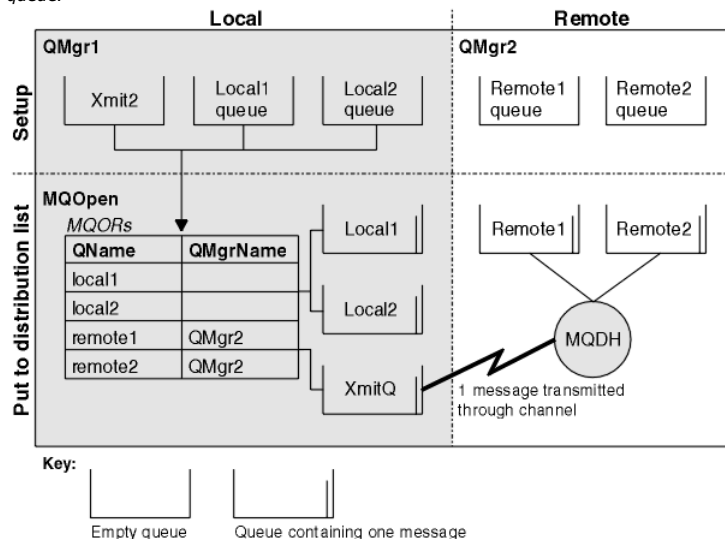 queue.
Local
Remote
Setup
QMgr1
QMgr2
Xmit2
Local1
queue
Local2
queue
Remote1
queue
Remote2
queue
Put to distribution list
MQOpen
MQORs
QName QMgrName
local1
local2
remote1 QMgr2
remote2 QMgr2
Local1
Local2
XmitQ
Remote1
Remote2
MQDH
1 message transmitted
through channel
Key:
Empty queue
Queue containing one message